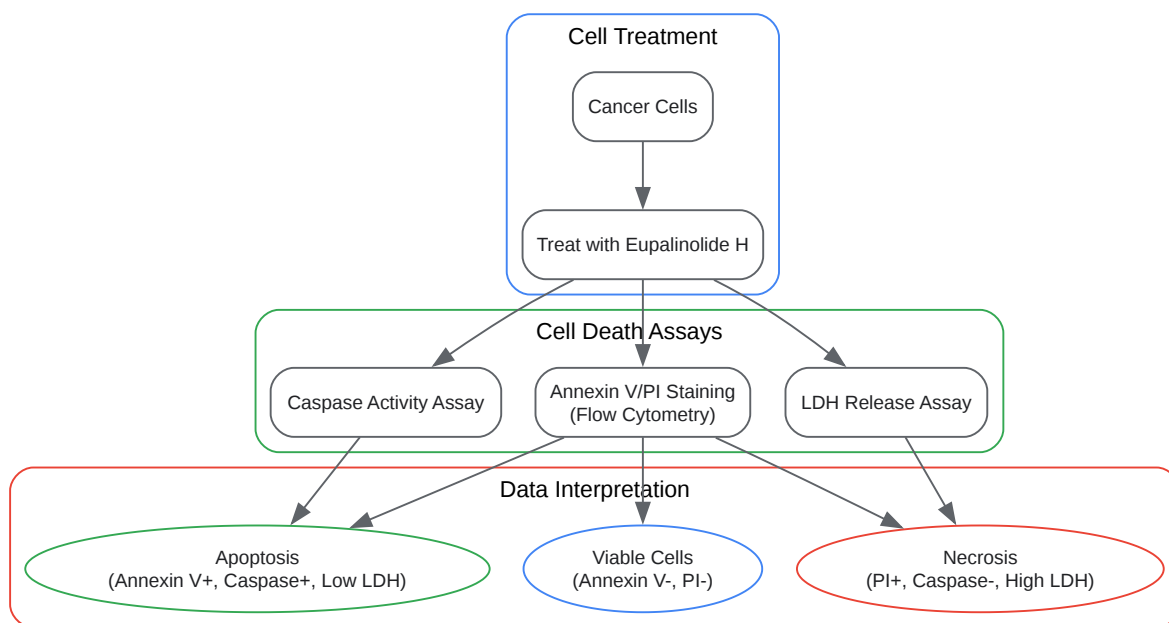 Cell Treatment
Cancer Cells
Treat with Eupalinolide H
Cell Death Assays
Caspase Activity Assay
Annexin V/PI Staining
(Flow Cytometry)
LDH Release Assay
Data Interpretation
Apoptosis
(Annexin V+, Caspase+, Low LDH)
Viable Cells
(Annexin V-, PI-)
Necrosis
(PI+, Caspase-, High LDH)